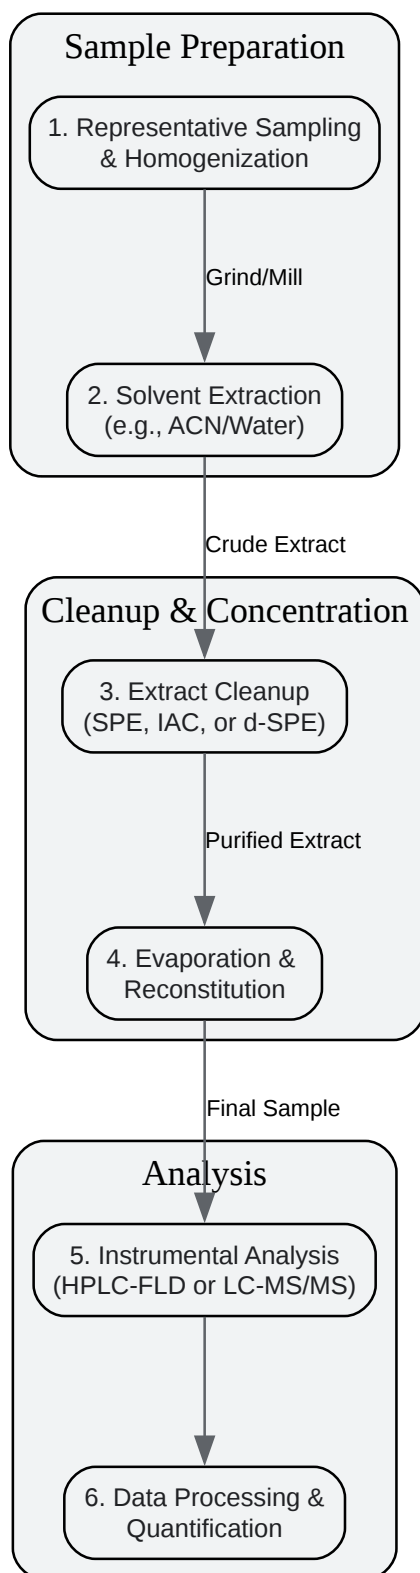 Sample Preparation
1. Representative Sampling
& Homogenization
Grind/Mill
2. Solvent Extraction
(e.g., ACN/Water)
Crude Extract
Cleanup & Concentration
3. Extract Cleanup
(SPE, IAC, or d-SPE)
Purified Extract
4. Evaporation &
Reconstitution
Final Sample
Analysis
5. Instrumental Analysis
(HPLC-FLD or LC-MS/MS)
6. Data Processing &
Quantification